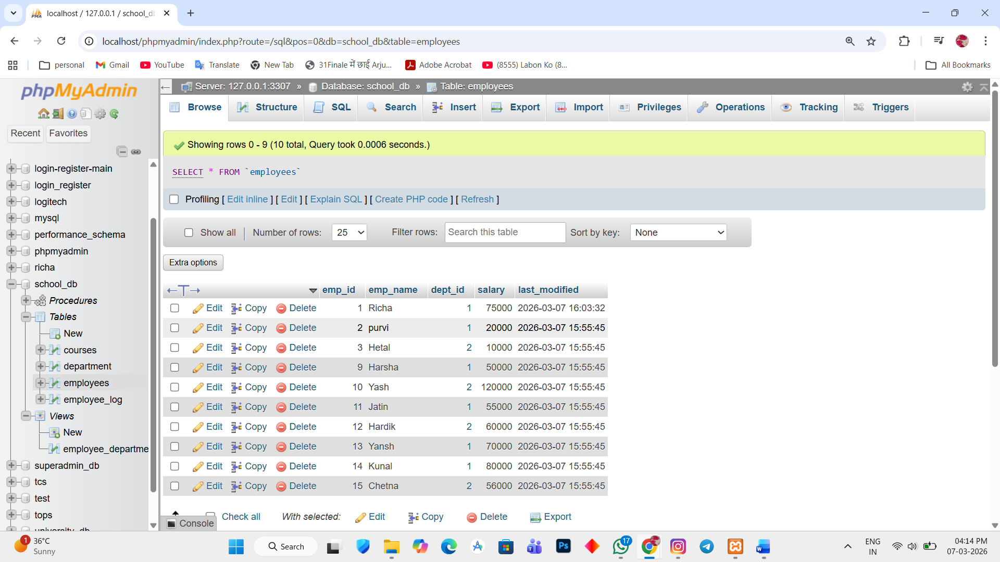 localhost / 127.0.0.1 / school_db
localhost/phpmyadmin/index.php?route=/sql&pos=0&db=school_db&table=employees
personal Gmail YouTube Translate New Tab 31Finale में छाई Arju... Adobe Acrobat (8555) Labon Ko (8... All Bookmarks
phpMyAdmin
Recent Favorites
login-register-main
login_register
logitech
mysql
performance_schema
phpmyadmin
richa
school_db
Procedures
Tables
New
courses
department
employees
employee_log
Views
New
employee_departme
superadmin_db
tcs
test
tops
university_db
Server: 127.0.0.1:3307 » Database: school_db » Table: employees
Browse Structure SQL Search Insert Export Import Privileges Operations Tracking Triggers
Showing rows 0 - 9 (10 total, Query took 0.0006 seconds.)
SELECT * FROM `employees`
Profiling [ Edit inline ] [ Edit ] [ Explain SQL ] [ Create PHP code ] [ Refresh ]
Show all Number of rows: 25 Filter rows: Search this table Sort by key: None
Extra options
←T→ emp_id emp_name dept_id salary last_modified
Edit Copy Delete 1 Richa 1 75000 2026-03-07 16:03:32
Edit Copy Delete 2 purvi 1 20000 2026-03-07 15:55:45
Edit Copy Delete 3 Hetal 2 10000 2026-03-07 15:55:45
Edit Copy Delete 9 Harsha 1 50000 2026-03-07 15:55:45
Edit Copy Delete 10 Yash 2 120000 2026-03-07 15:55:45
Edit Copy Delete 11 Jatin 1 55000 2026-03-07 15:55:45
Edit Copy Delete 12 Hardik 2 60000 2026-03-07 15:55:45
Edit Copy Delete 13 Yansh 1 70000 2026-03-07 15:55:45
Edit Copy Delete 14 Kunal 1 80000 2026-03-07 15:55:45
Edit Copy Delete 15 Chetna 2 56000 2026-03-07 15:55:45
Check all With selected: Edit Copy Delete Export
Console
1 36°C
Sunny
Search
Ps
17
ENG
IN
04:14 PM
07-03-2026